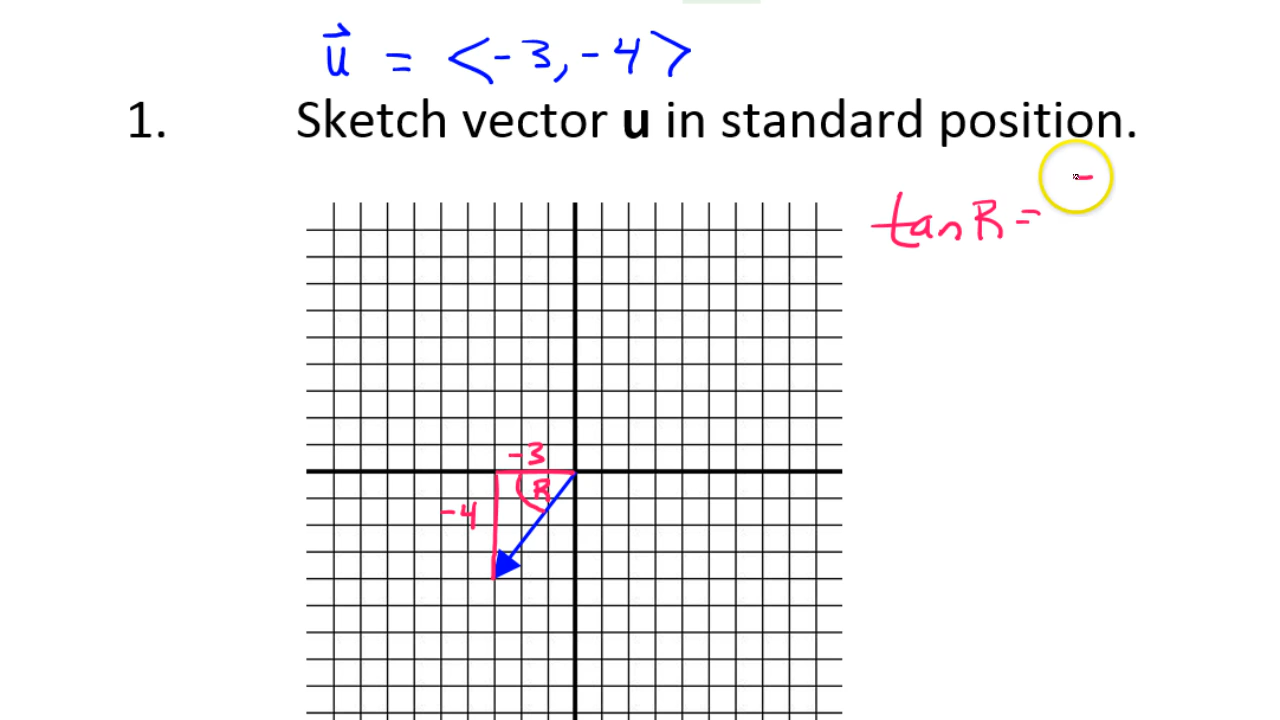 u⃗ = <-3, -4>
1. Sketch vector u in standard position.
tan R = -
-3
R
-4